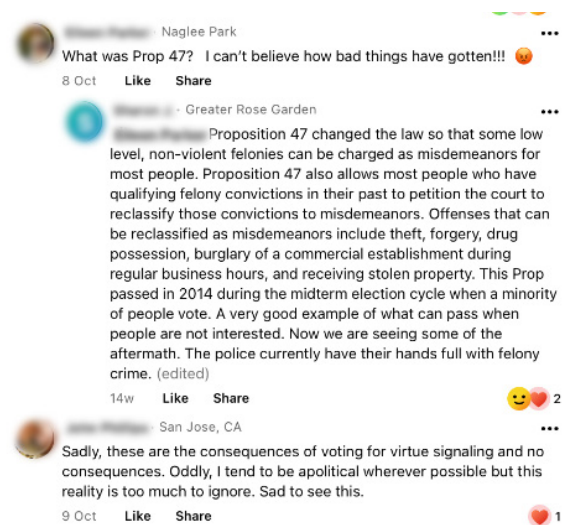 Naglee Park
What was Prop 47? I can't believe how bad things have gotten!!! 😡
8 Oct Like Share
· Greater Rose Garden
Proposition 47 changed the law so that some low
level, non-violent felonies can be charged as misdemeanors for
most people. Proposition 47 also allows most people who have
qualifying felony convictions in their past to petition the court to
reclassify those convictions to misdemeanors. Offenses that can
be reclassified as misdemeanors include theft, forgery, drug
possession, burglary of a commercial establishment during
regular business hours, and receiving stolen property. This Prop
passed in 2014 during the midterm election cycle when a minority
of people vote. A very good example of what can pass when
people are not interested. Now we are seeing some of the
aftermath. The police currently have their hands full with felony
crime. (edited)
14w Like Share 2
· San Jose, CA
Sadly, these are the consequences of voting for virtue signaling and no
consequences. Oddly, I tend to be apolitical wherever possible but this
reality is too much to ignore. Sad to see this.
9 Oct Like Share 1